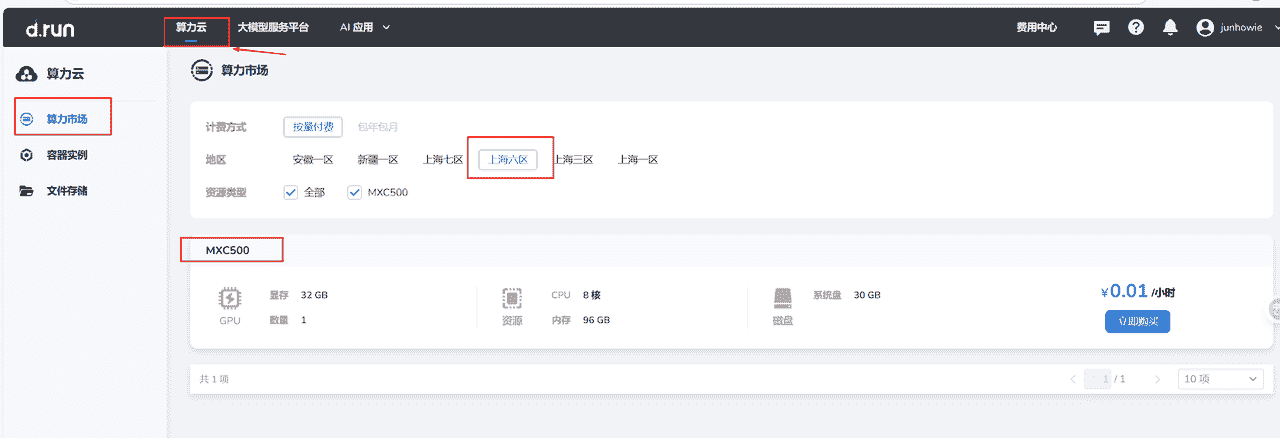 d.run 算力云 大模型服务平台 AI 应用 费用中心 junhowie
算力云
算力市场
容器实例
文件存储
算力市场
计费方式 按量付费 包年包月
地区 安徽一区 新疆一区 上海七区 上海六区 上海三区 上海一区
资源类型 全部 MXC500
MXC500
GPU 显存 32 GB 数量 1
资源 CPU 8 核 内存 96 GB
磁盘 系统盘 30 GB
¥0.01 /小时
立即购买
共 1 项 1 / 1 10 项